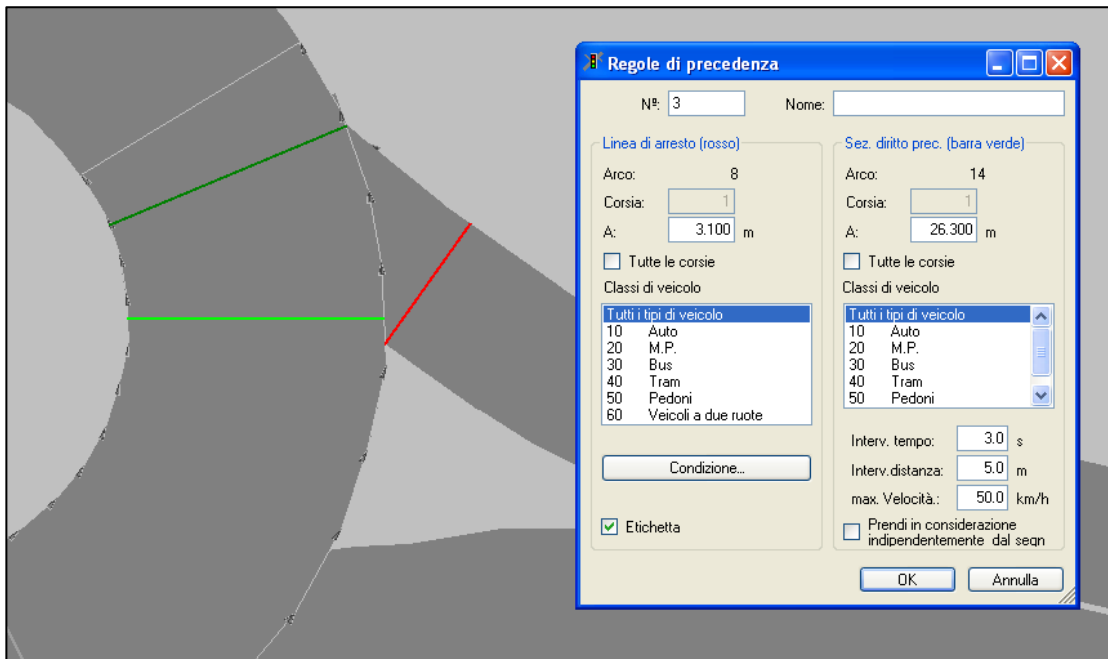 Regole di precedenza
Nº: 3 Nome:
Linea di arresto (rosso)
Arco: 8
Corsia: 1
A: 3.100 m
Tutte le corsie
Classi di veicolo
Tutti i tipi di veicolo
10 Auto
20 M.P.
30 Bus
40 Tram
50 Pedoni
60 Veicoli a due ruote
Condizione...
Etichetta
Sez. diritto prec. (barra verde)
Arco: 14
Corsia: 1
A: 26.300 m
Tutte le corsie
Classi di veicolo
Tutti i tipi di veicolo
10 Auto
20 M.P.
30 Bus
40 Tram
50 Pedoni
Interv. tempo: 3.0 s
Interv.distanza: 5.0 m
max. Velocità.: 50.0 km/h
Prendi in considerazione
indipendentemente dal segn
OK Annulla